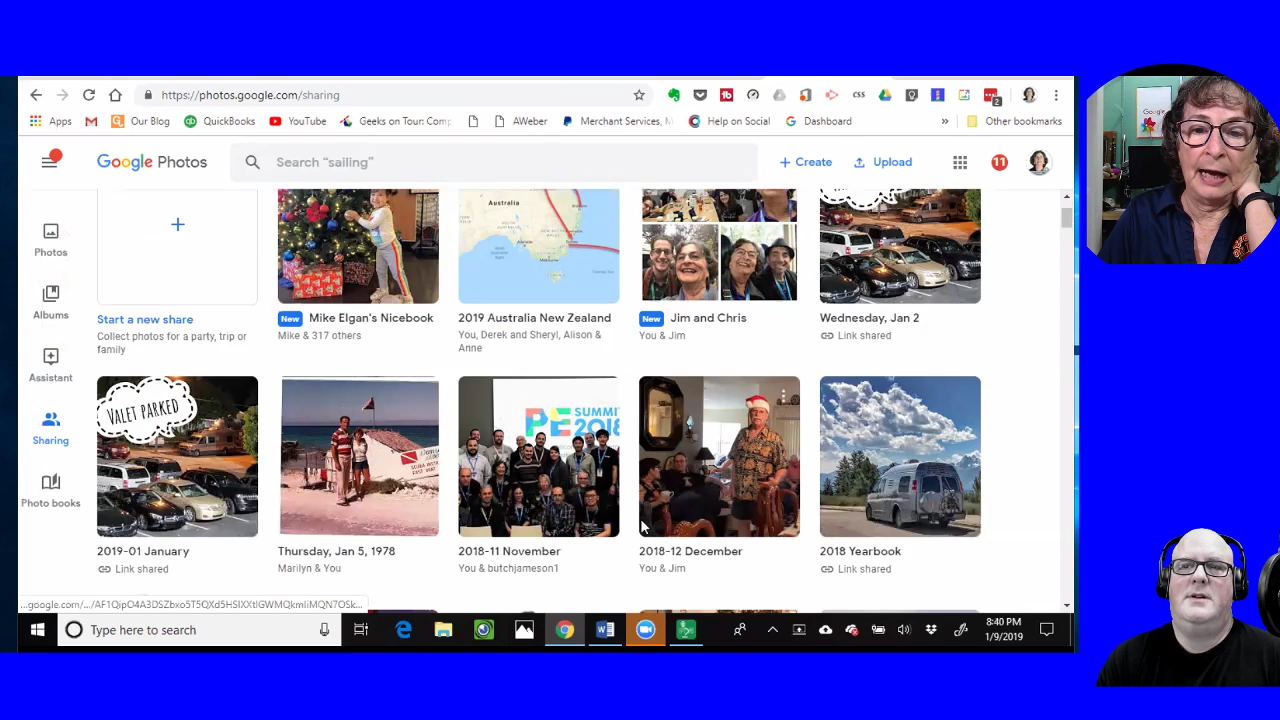 https://photos.google.com/sharing
CSS
2
Apps
Our Blog
QuickBooks
YouTube
Geeks on Tour: Comp
AWeber
Merchant Services, M
Help on Social
Dashboard
»
Other bookmarks
Google Photos
Search “sailing”
+ Create
Upload
11
Photos
Albums
Assistant
Sharing
Photo books
+
Australia
Start a new share
Collect photos for a party, trip or
family
New Mike Elgan's Nicebook
Mike & 317 others
2019 Australia New Zealand
You, Derek and Sheryl, Alison &
Anne
New Jim and Chris
You & Jim
Wednesday, Jan 2
Link shared
VALET PARKED
2019-01 January
Link shared
Thursday, Jan 5, 1978
Marilyn & You
SUMMIT
2018
2018-11 November
You & butchjameson1
2018-12 December
You & Jim
2018 Yearbook
Link shared
Type here to search
8:40 PM
1/9/2019
Google